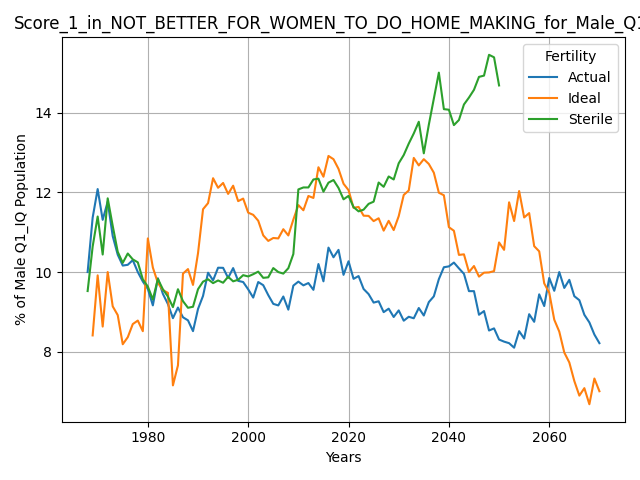 Score_1_in_NOT_BETTER_FOR_WOMEN_TO_DO_HOME_MAKING_for_Male_Q1
Fertility
Actual
Ideal
Sterile
% of Male Q1_IQ Population
14
12
10
8
1980 2000 2020 2040 2060
Years